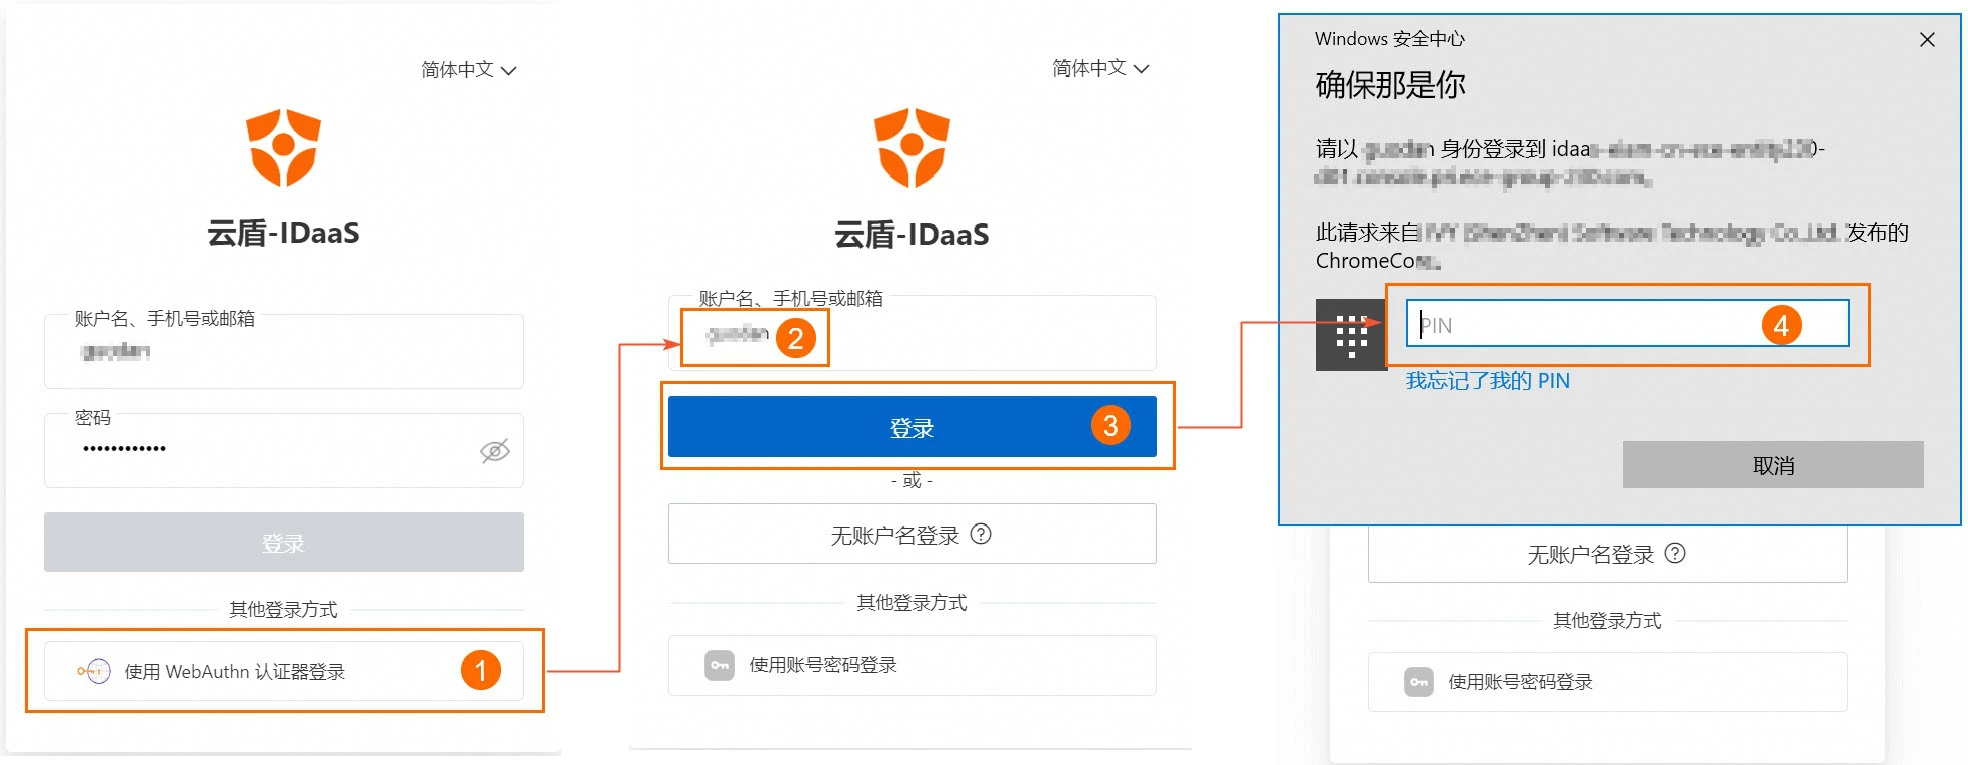 简体中文
云盾-IDaaS
账户名、手机号或邮箱
密码
••••••••••••
登录
其他登录方式
使用 WebAuthn 认证器登录
1
简体中文
云盾-IDaaS
账户名、手机号或邮箱
2
登录
3
- 或 -
无账户名登录
其他登录方式
使用账号密码登录
Windows 安全中心
确保那是你
请以 身份登录到
此请求来自 发布的
PIN
4
我忘记了我的 PIN
取消
无账户名登录
其他登录方式
使用账号密码登录